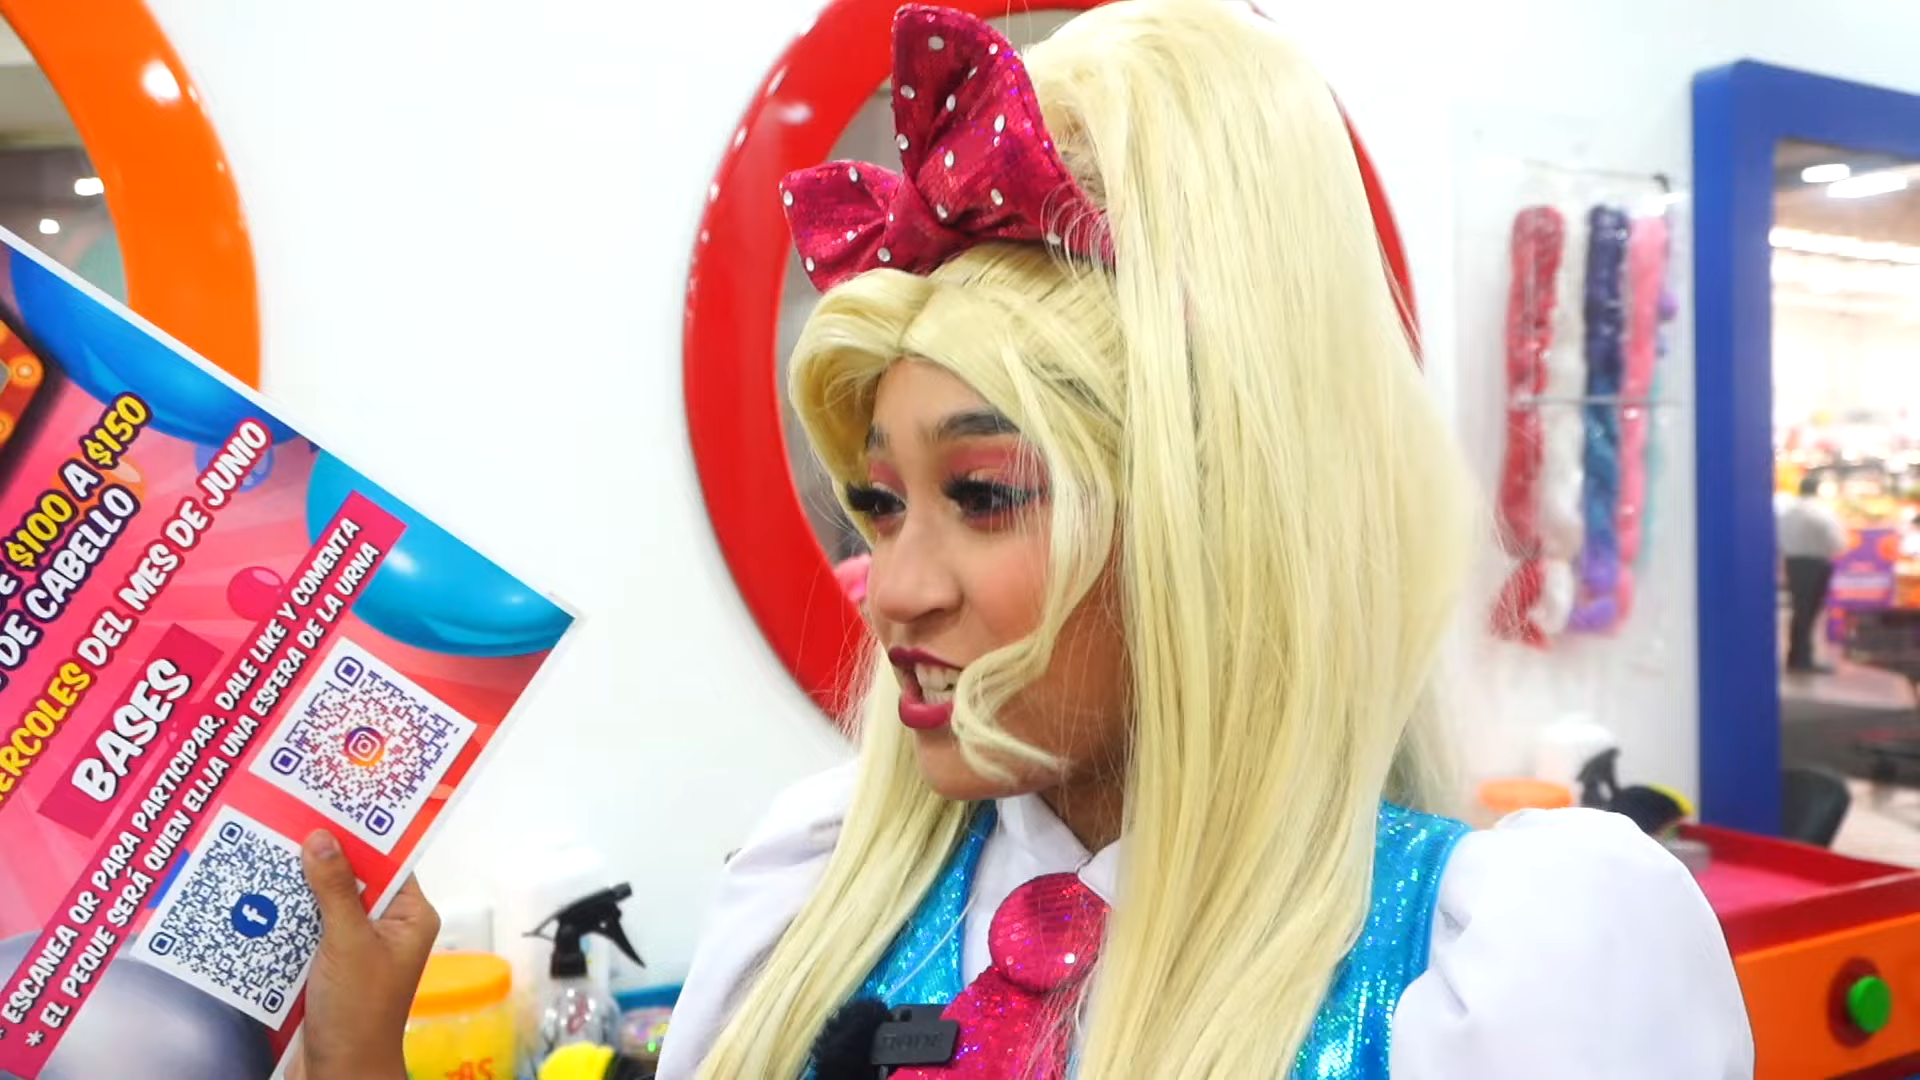 $100 A $150
DE CABELLO
DEL MES DE JUNIO
BASES
ESCANEA QR PARA PARTICIPAR, DALE LIKE Y COMENTA
* EL PEQUE SERÁ QUIEN ELIJA UNA ESFERA DE LA URNA